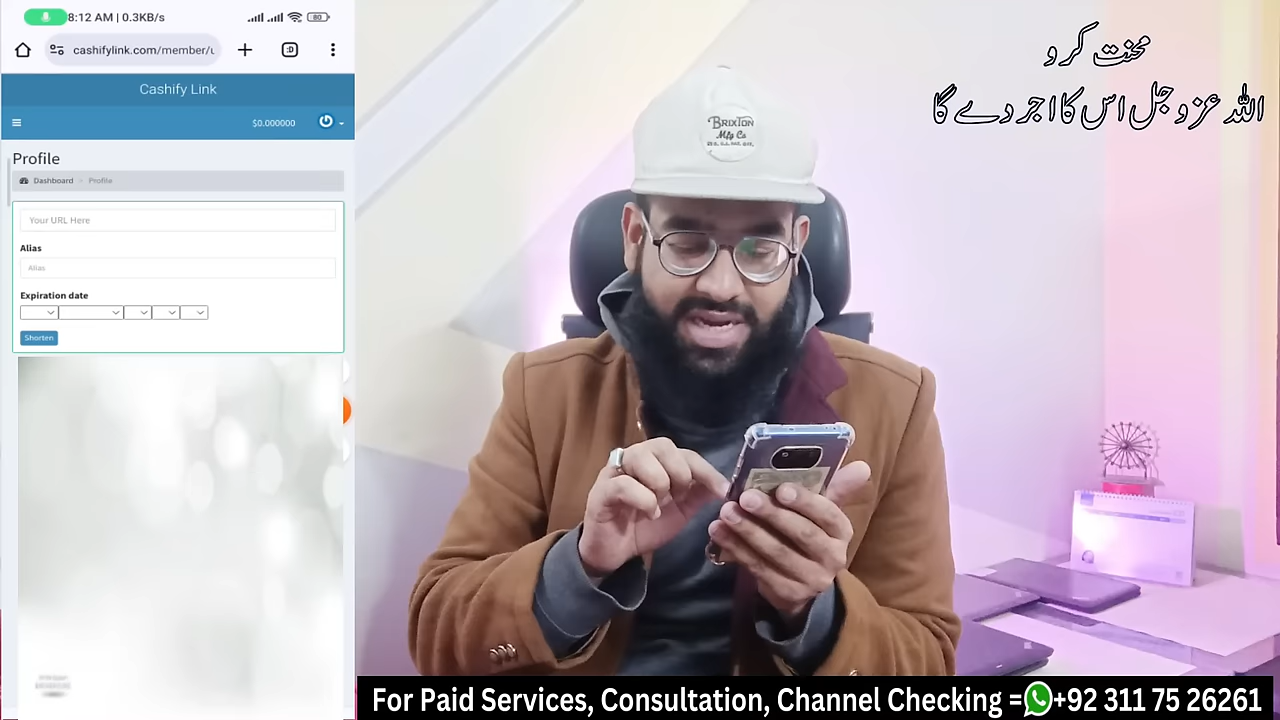 8:12 AM | 0.3KB/s
80
cashifylink.com/member/u
:D
Cashify Link
$0.000000
Profile
Dashboard
Profile
Your URL Here
Alias
Alias
Expiration date
Shorten
محنت کرو
اللہ عزوجل اس کا اجر دے گا
BRIXTON
Mfg Co
For Paid Services, Consultation, Channel Checking =+92 311 75 26261